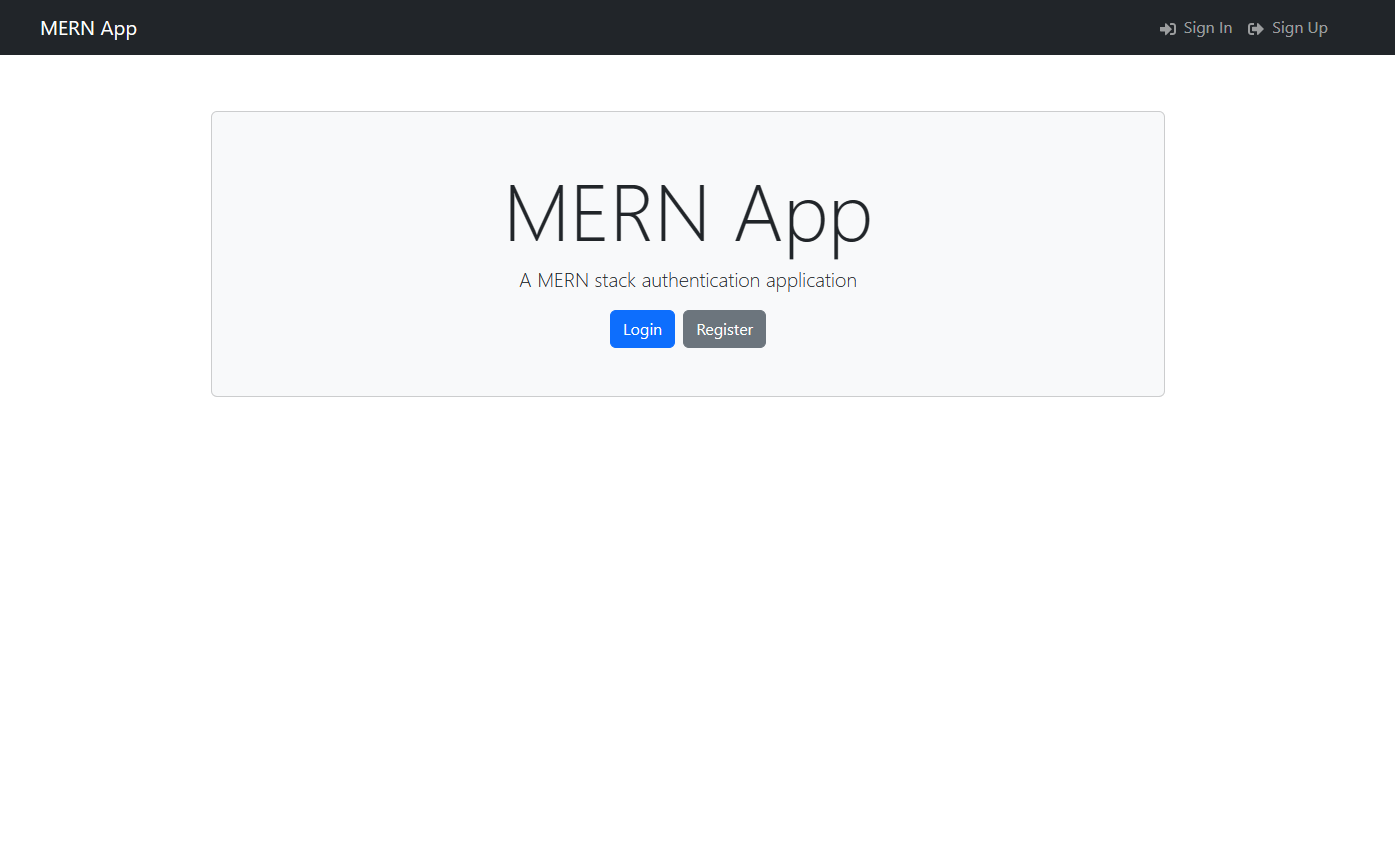 MERN App
Sign In Sign Up
MERN App
A MERN stack authentication application
Login Register